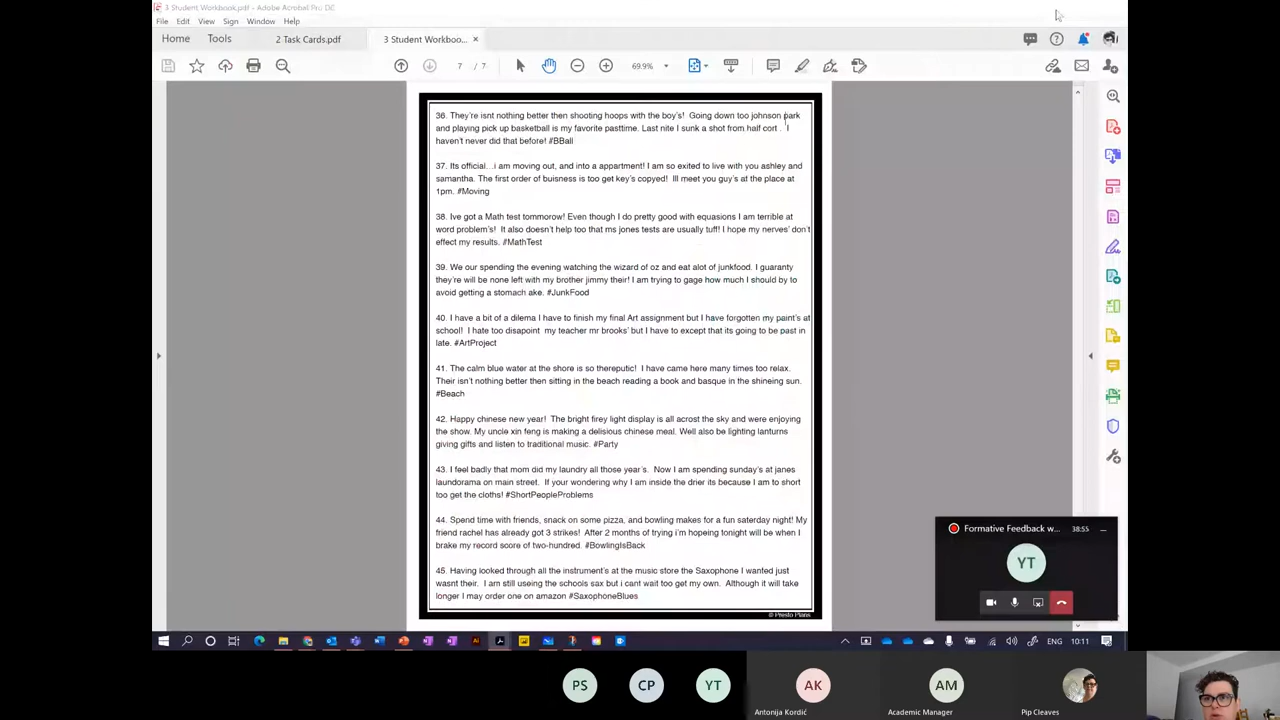 3 Student Workbook.pdf - Adobe Acrobat Pro DC
File Edit View Sign Window Help
Home Tools 2 Task Cards.pdf 3 Student Workboo... ×
7 / 7 69.9%
36. They're isnt nothing better then shooting hoops with the boy's! Going down too johnson park
and playing pick up basketball is my favorite pasttime. Last nite I sunk a shot from half cort . I
haven't never did that before! #BBall
37. Its official...i am moving out, and into a appartment! I am so exited to live with you ashley and
samantha. The first order of buisness is too get key's copyed! Ill meet you guy's at the place at
1pm. #Moving
38. Ive got a Math test tommorow! Even though I do pretty good with equasions I am terrible at
word problem's! It also doesn't help too that ms jones tests are usually tuff! I hope my nerves' don't
effect my results. #MathTest
39. We our spending the evening watching the wizard of oz and eat alot of junkfood. I guaranty
they're will be none left with my brother jimmy their! I am trying to gage how much I should by to
avoid getting a stomach ake. #JunkFood
40. I have a bit of a dilema I have to finish my final Art assignment but I have forgotten my paint's at
school! I hate too disapoint my teacher mr brooks' but I have to except that its going to be past in
late. #ArtProject
41. The calm blue water at the shore is so thereputic! I have came here many times too relax.
Their isn't nothing better then sitting in the beach reading a book and basque in the shineing sun.
#Beach
42. Happy chinese new year! The bright firey light display is all acrost the sky and were enjoying
the show. My uncle xin feng is making a delisious chinese meal. Well also be lighting lanturns
giving gifts and listen to traditional music. #Party
43. I feel badly that mom did my laundry all those year's. Now I am spending sunday's at janes
laundorama on main street. If your wondering why I am inside the drier its because I am to short
too get the cloths! #ShortPeopleProblems
44. Spend time with friends, snack on some pizza, and bowling makes for a fun saterday night! My
friend rachel has already got 3 strikes! After 2 months of trying i'm hopeing tonight will be when I
brake my record score of two-hundred. #BowlingIsBack
45. Having looked through all the instrument's at the music store the Saxophone I wanted just
wasnt their. I am still useing the schools sax but i cant wait too get my own. Although it will take
longer I may order one on amazon #SaxophoneBlues
© Presto Plans
Formative Feedback w... 38:55
YT
ENG 10:11
PS CP YT AK AM
Antonija Kordić Academic Manager Pip Cleaves